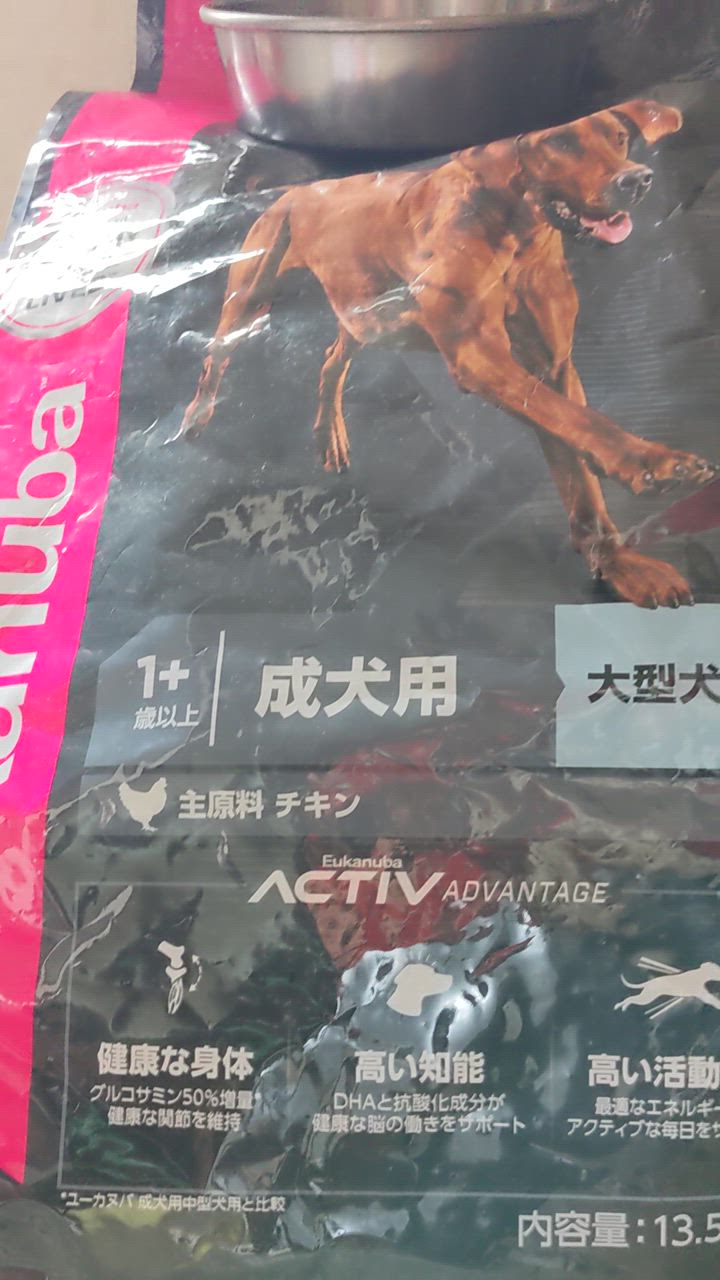 LIVES
anuba
1+
歳以上
成犬用
大型犬
主原料 チキン
Eukanuba
ACTIV ADVANTAGE
健康な身体
グルコサミン50%増量*
健康な関節を維持
高い知能
DHAと抗酸化成分が
健康な脳の働きをサポート
高い活動
最適なエネルギー
アクティブな毎日をサ
*ユーカヌバ 成犬用中型犬用と比較
内容量:13.5